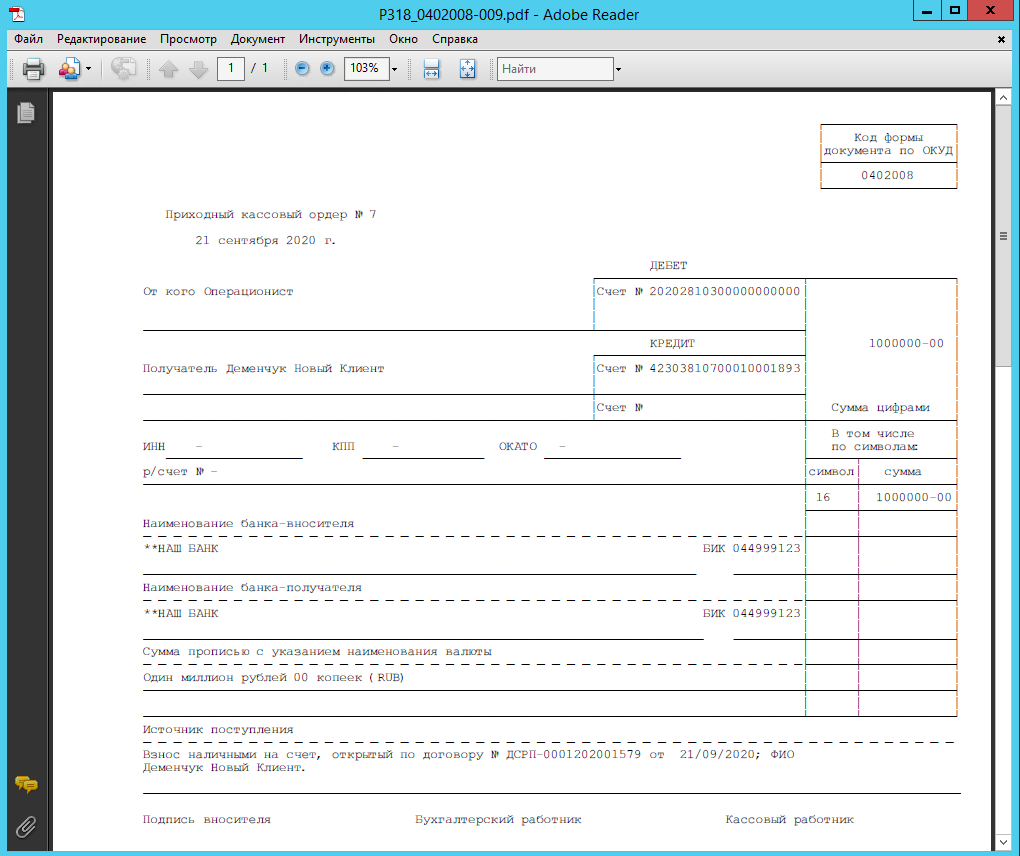 P318_0402008-009.pdf - Adobe Reader
Файл Редактирование Просмотр Документ Инструменты Окно Справка
1 / 1 103% Найти
Код формы
документа по ОКУД
0402008
Приходный кассовый ордер № 7
21 сентября 2020 г.
ДЕБЕТ
От кого Операционист Счет № 20202810300000000000
КРЕДИТ 1000000-00
Получатель Деменчук Новый Клиент Счет № 42303810700010001893
Счет № Сумма цифрами
В том числе
по символам:
ИНН - КПП - ОКАТО -
р/счет № - символ сумма
16 1000000-00
Наименование банка-вносителя
**НАШ БАНК БИК 044999123
Наименование банка-получателя
**НАШ БАНК БИК 044999123
Сумма прописью с указанием наименования валюты
Один миллион рублей 00 копеек (RUB)
Источник поступления
Взнос наличными на счет, открытый по договору № ДСРП-0001202001579 от 21/09/2020; ФИО
Деменчук Новый Клиент.
Подпись вносителя Бухгалтерский работник Кассовый работник